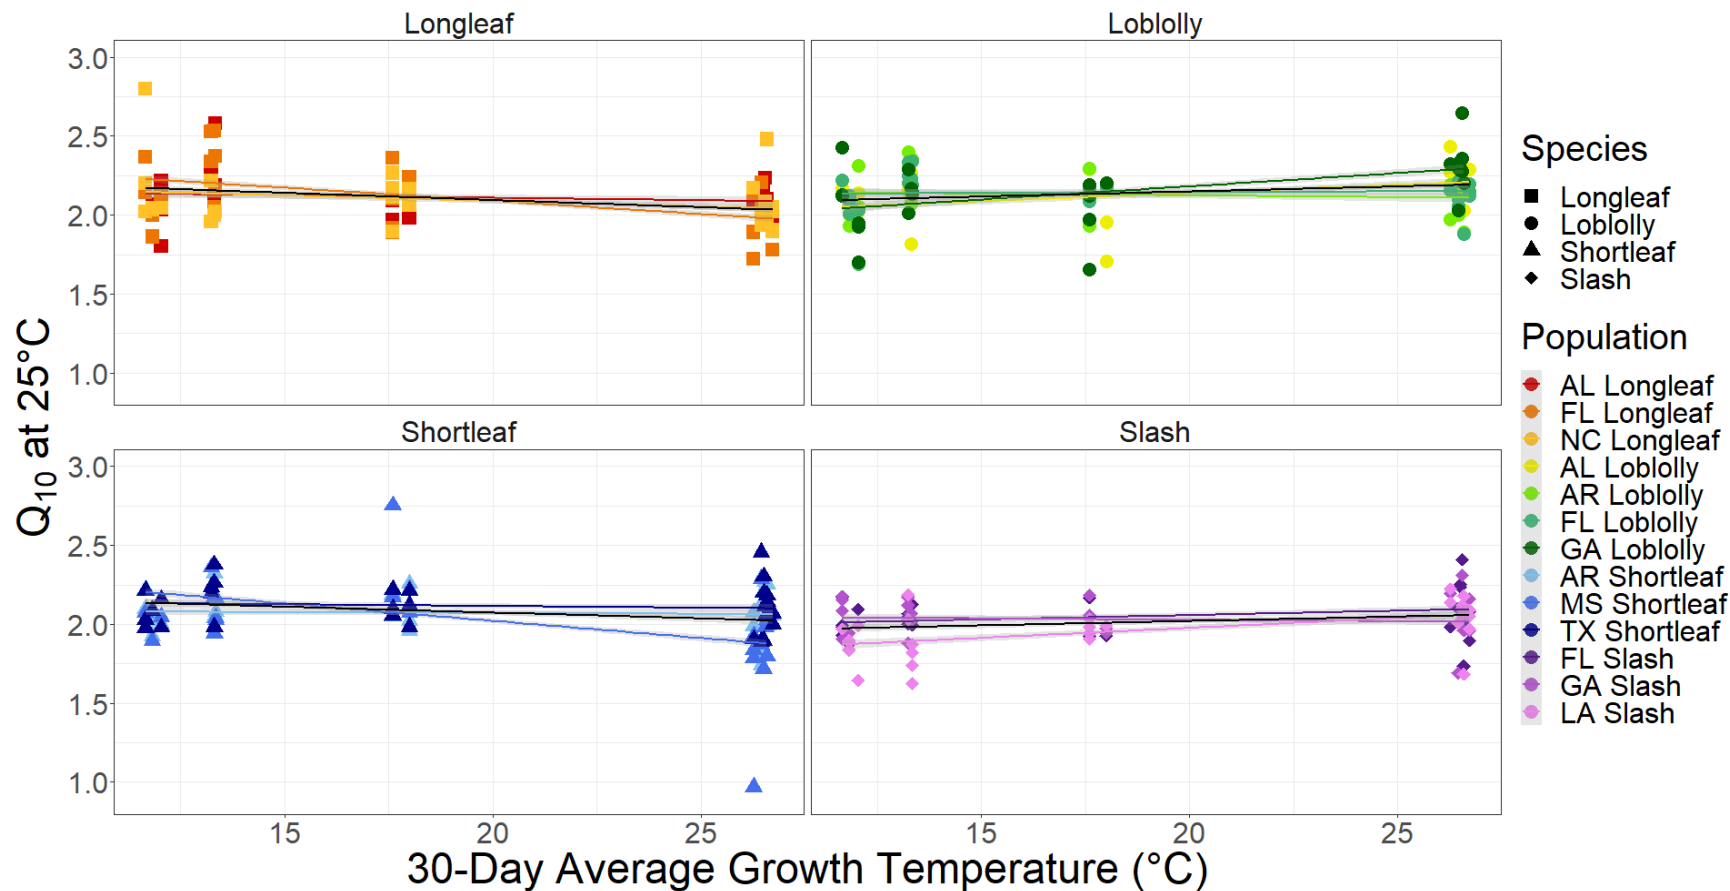 Longleaf
Loblolly
3.0
2.5
2.0
1.5
1.0
Shortleaf
Slash
3.0
2.5
2.0
1.5
1.0
15
20
25
15
20
25
30-Day Average Growth Temperature (°C)
Q10 at 25°C
Species
Longleaf
Loblolly
Shortleaf
Slash
Population
AL Longleaf
FL Longleaf
NC Longleaf
AL Loblolly
AR Loblolly
FL Loblolly
GA Loblolly
AR Shortleaf
MS Shortleaf
TX Shortleaf
FL Slash
GA Slash
LA Slash